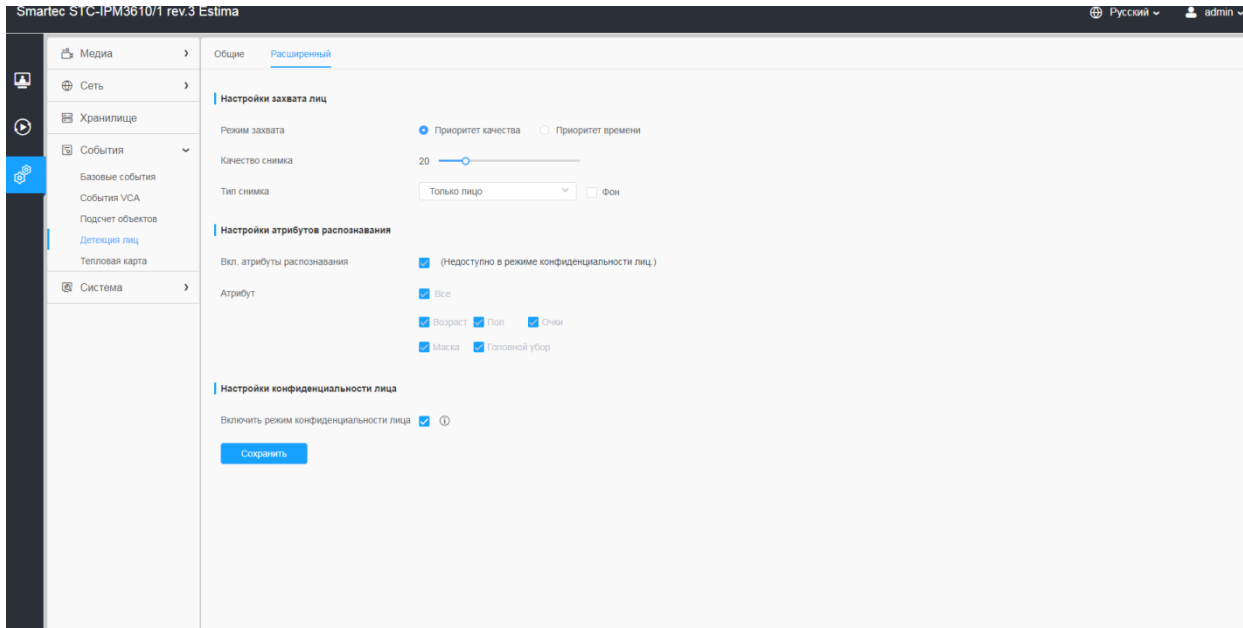 Smartec STC-IPM3610/1 rev.3 Estima
Русский
admin
Медиа
Сеть
Хранилище
События
Базовые события
События VCA
Подсчет объектов
Детекция лиц
Тепловая карта
Система
Общие Расширенный
Настройки захвата лиц
Режим захвата Приоритет качества Приоритет времени
Качество снимка 20
Тип снимка Только лицо Фон
Настройки атрибутов распознавания
Вкл. атрибуты распознавания (Недоступно в режиме конфиденциальности лиц.)
Атрибут Все
Возраст Пол Очки
Маска Головной убор
Настройки конфиденциальности лица
Включить режим конфиденциальности лица
Сохранить